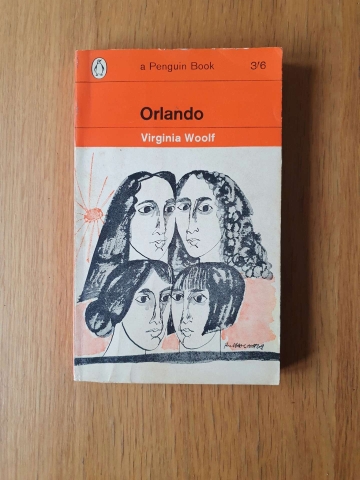 a Penguin Book 3'6
Orlando
Virginia Woolf